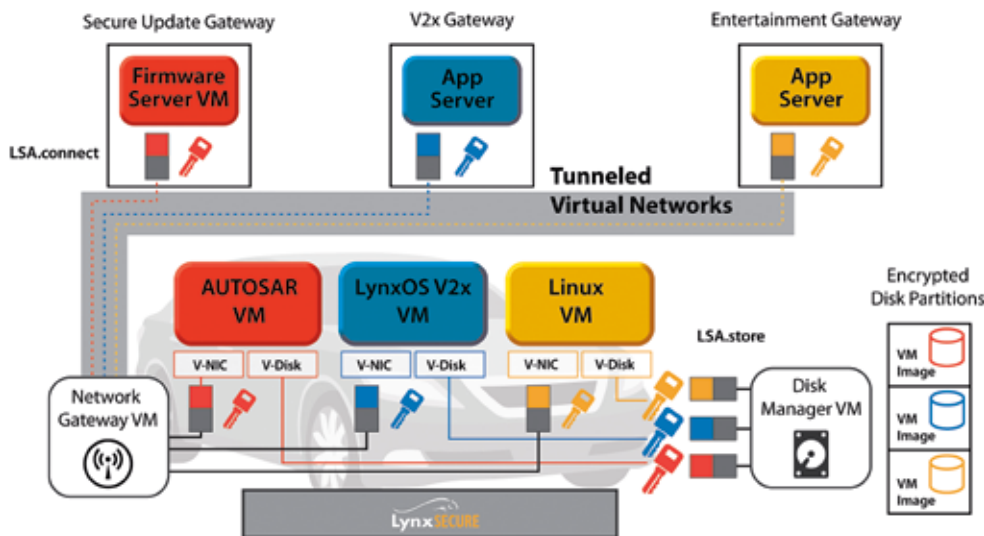 Secure Update Gateway
V2x Gateway
Entertainment Gateway
Firmware
Server VM
App
Server
App
Server
LSA.connect
Tunneled
Virtual Networks
AUTOSAR
VM
LynxOS V2x
VM
Linux
VM
Encrypted
Disk Partitions
LSA.store
V-NIC
V-Disk
V-NIC
V-Disk
V-NIC
V-Disk
Network
Gateway VM
Disk
Manager VM
VM
Image
VM
Image
VM
Image
LynxSECURE